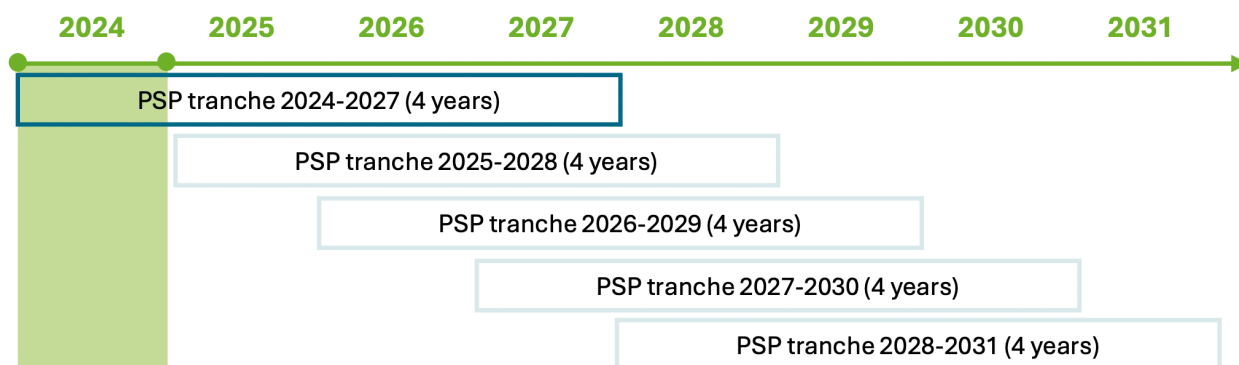 2024 2025 2026 2027 2028 2029 2030 2031
PSP tranche 2024-2027 (4 years)
PSP tranche 2025-2028 (4 years)
PSP tranche 2026-2029 (4 years)
PSP tranche 2027-2030 (4 years)
PSP tranche 2028-2031 (4 years)